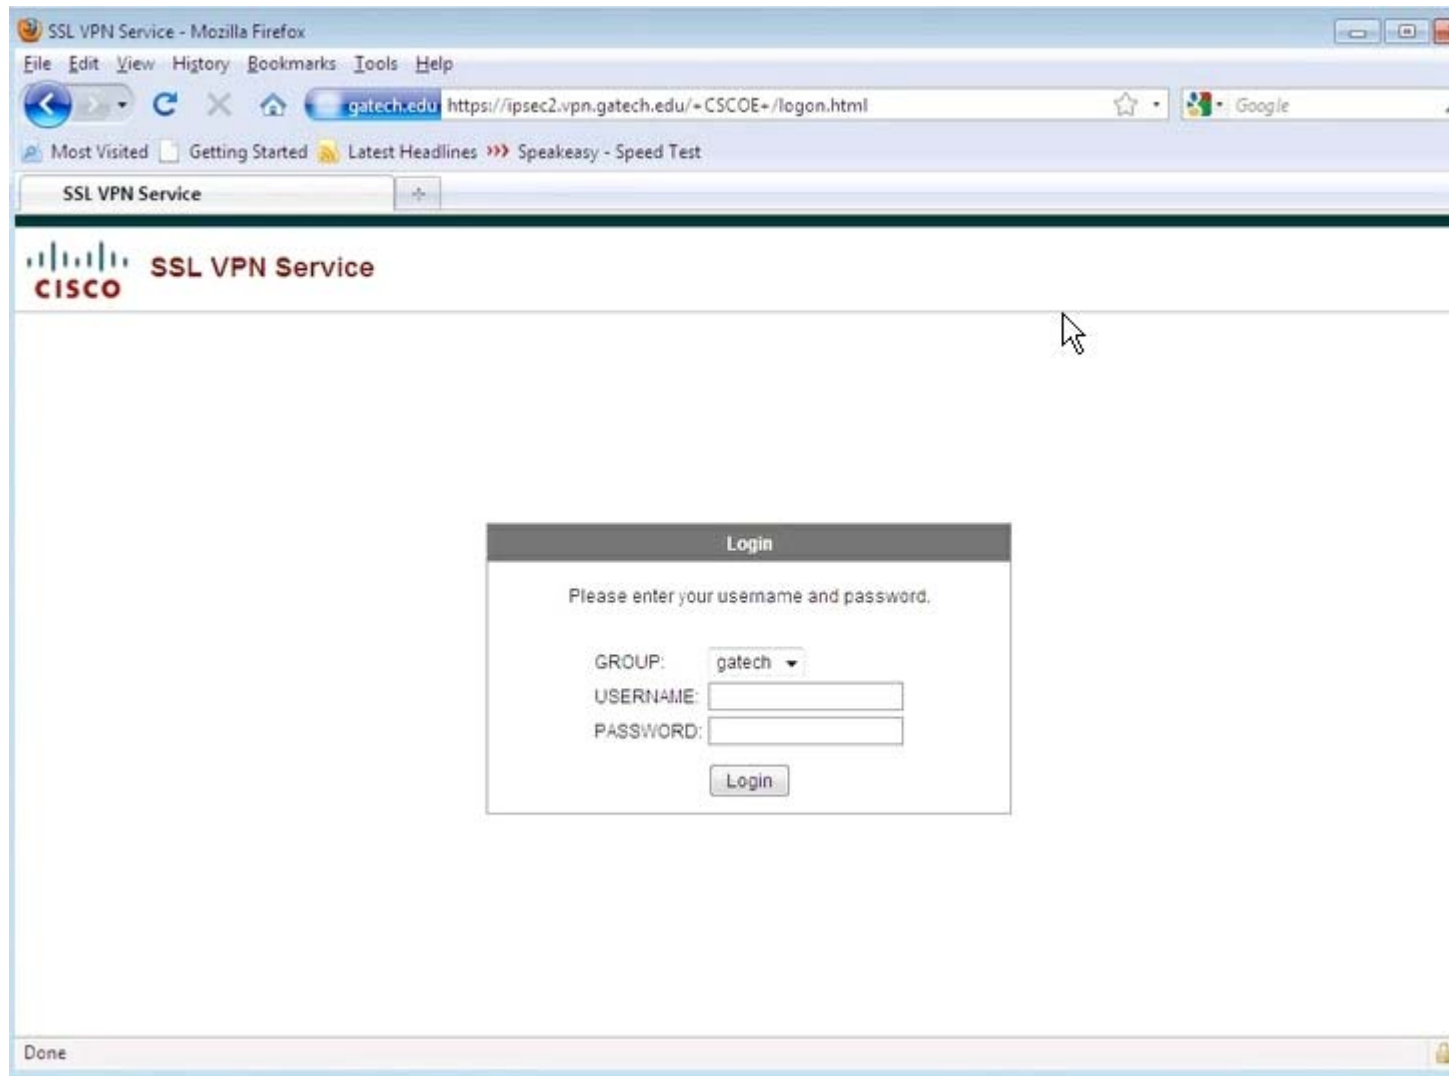 SSL VPN Service - Mozilla Firefox
File Edit View History Bookmarks Tools Help
gatech.edu https://ipsec2.vpn.gatech.edu/+CSCOE+/logon.html Google
Most Visited Getting Started Latest Headlines Speakeasy - Speed Test
SSL VPN Service
CISCO SSL VPN Service
Login
Please enter your username and password.
GROUP: gatech
USERNAME:
PASSWORD:
Login
Done